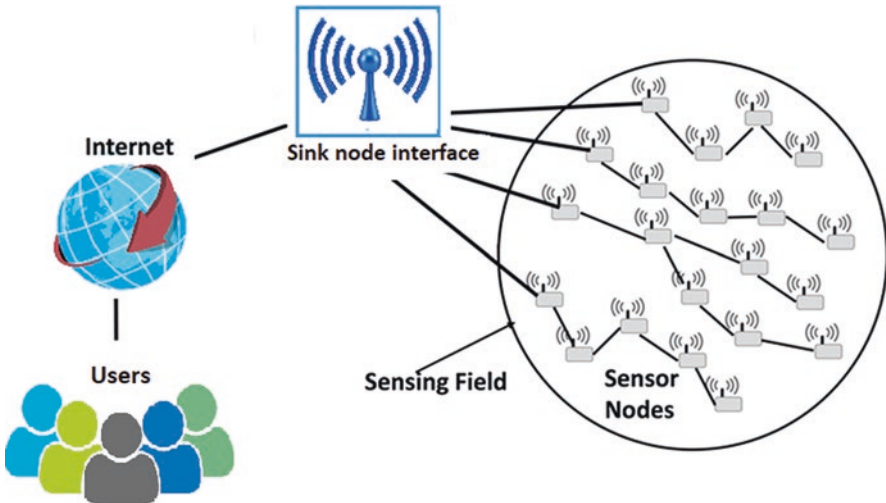 Internet
Sink node interface
Users
Sensing Field
Sensor
Nodes